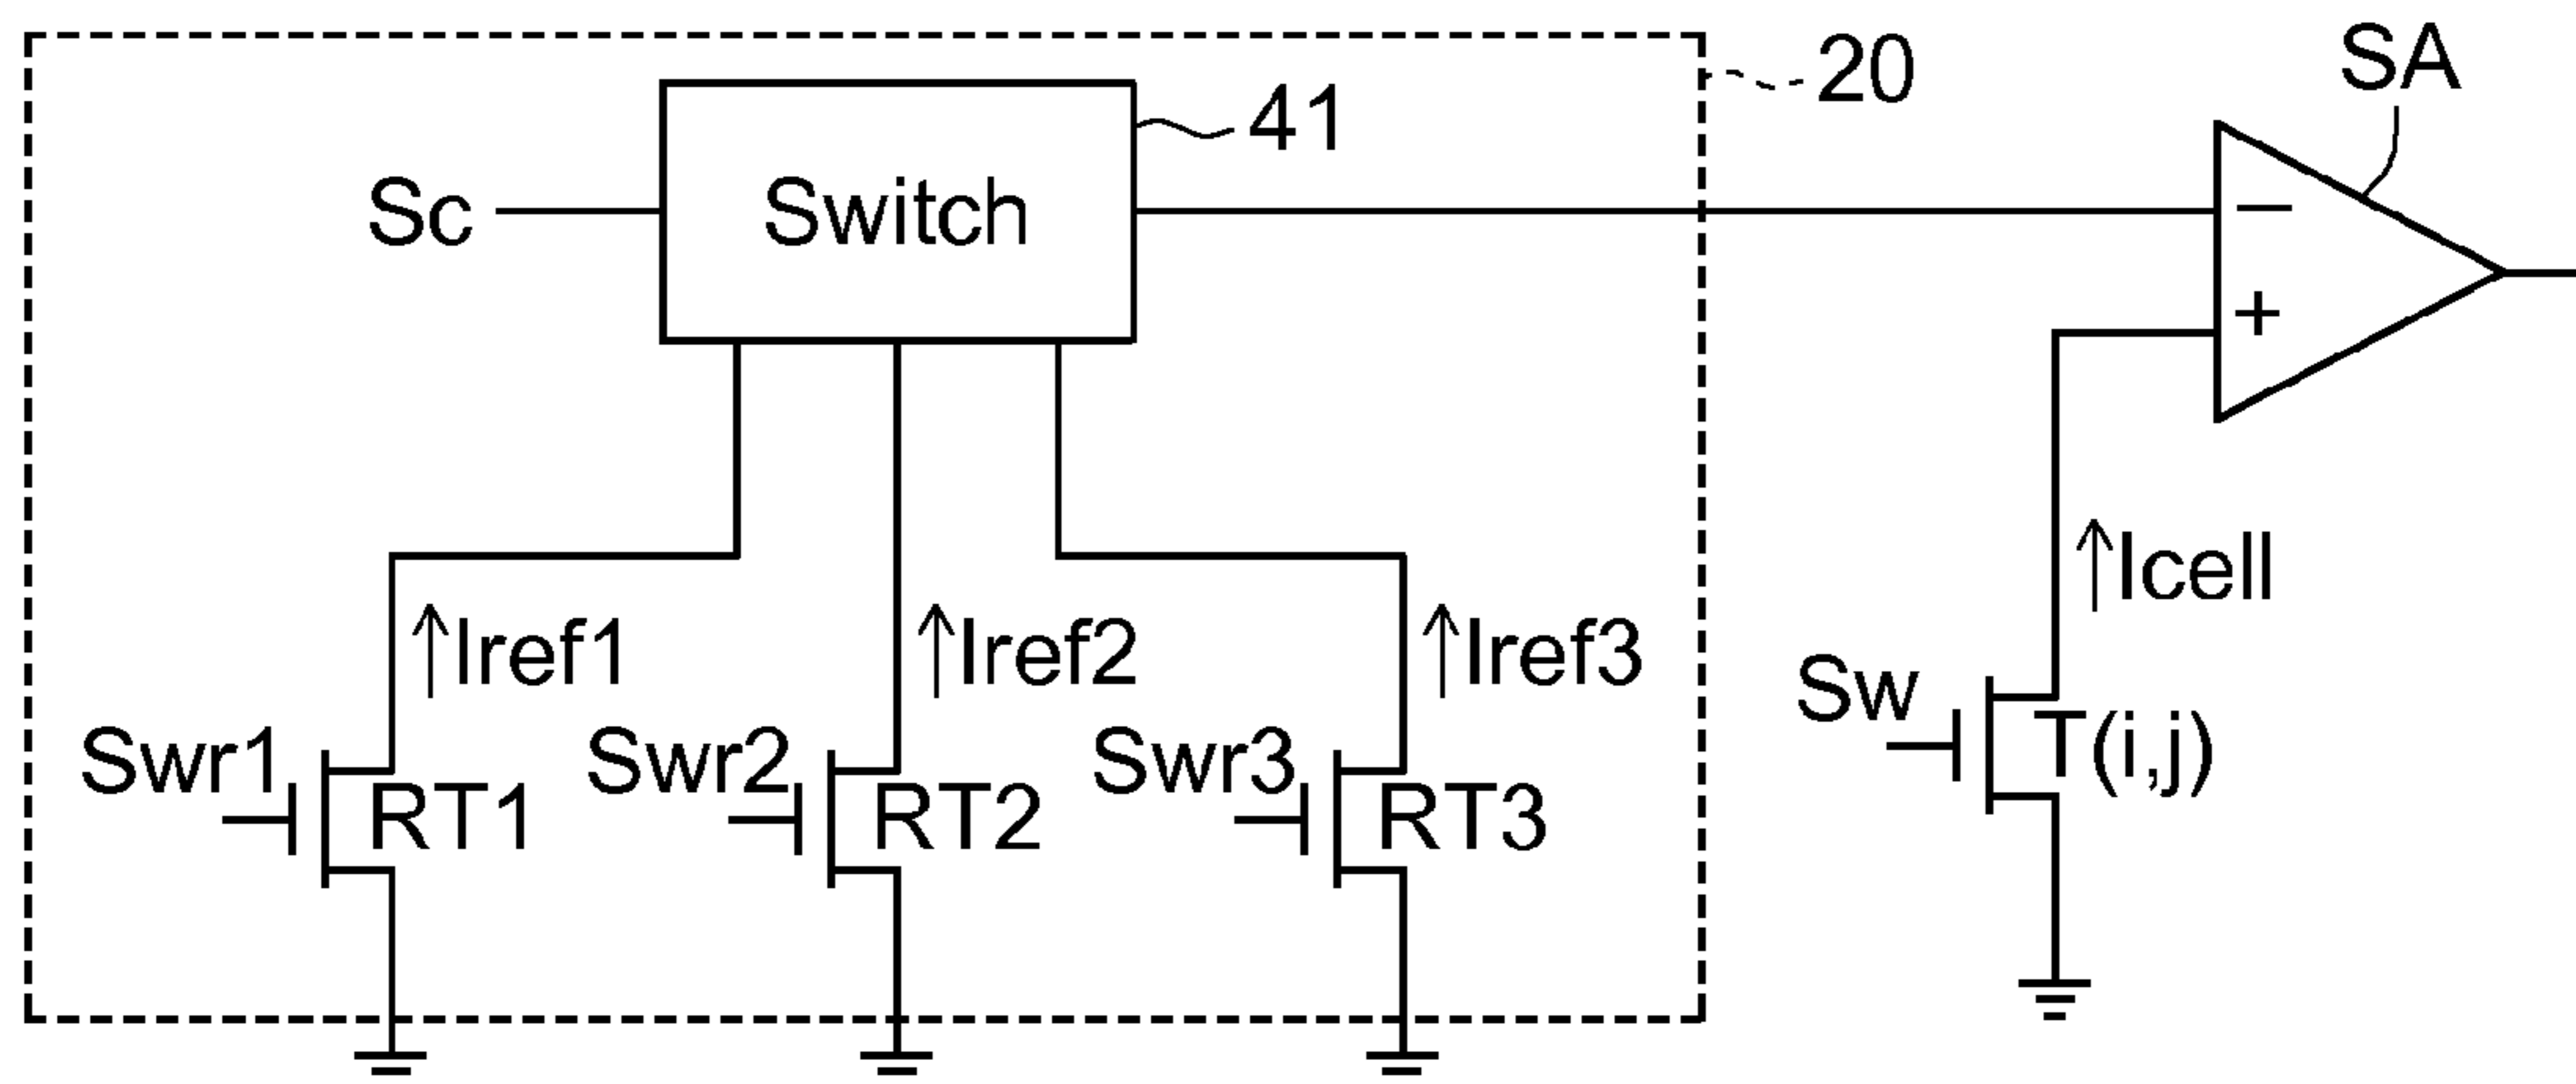 20
SA
41
Sc
Switch
−
+
Icell
Iref1
Iref2
Iref3
Sw
T(i,j)
Swr1
Swr2
Swr3
RT1
RT2
RT3